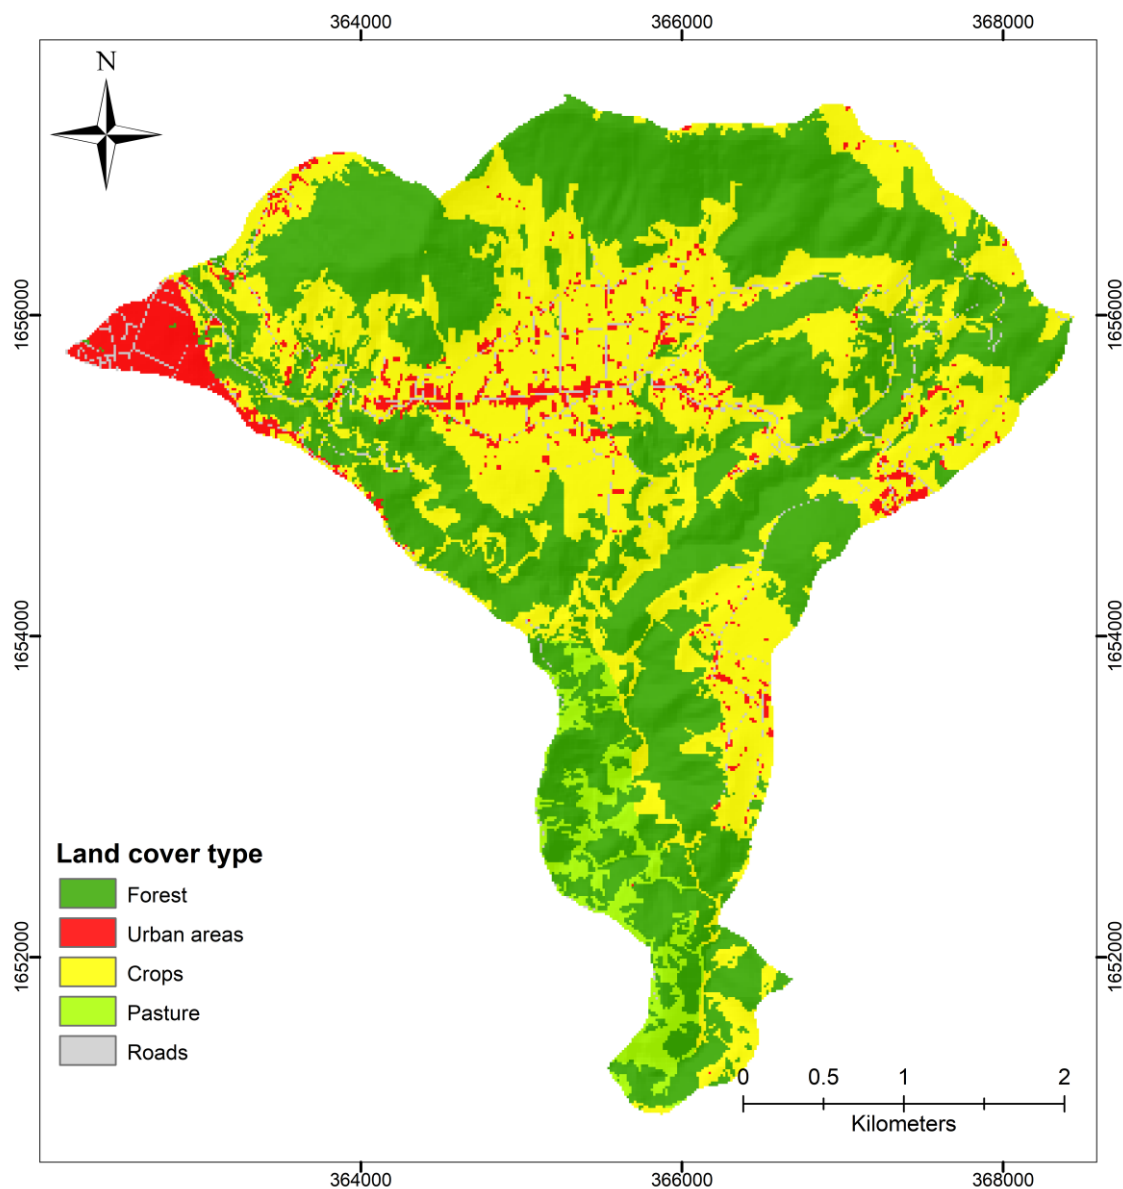 364000 366000 368000
N
1656000 1656000
1654000 1654000
Land cover type
Forest
Urban areas
Crops
Pasture
Roads
1652000 1652000
0 0.5 1 2
Kilometers
364000 366000 368000